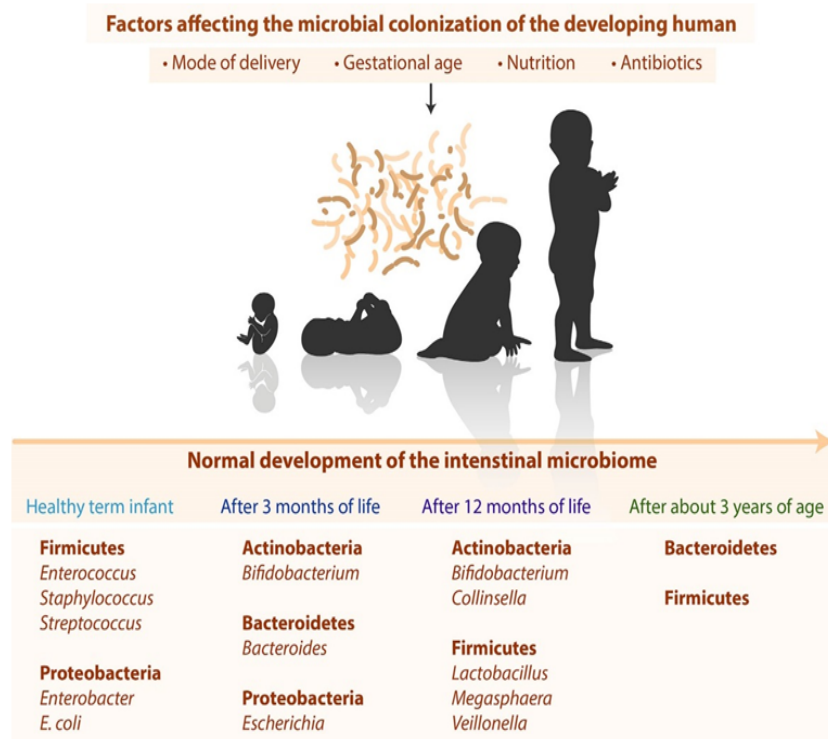 Factors affecting the microbial colonization of the developing human
• Mode of delivery • Gestational age • Nutrition • Antibiotics
Normal development of the intenstinal microbiome
Healthy term infant
Firmicutes
Enterococcus
Staphylococcus
Streptococcus
Proteobacteria
Enterobacter
E. coli
After 3 months of life
Actinobacteria
Bifidobacterium
Bacteroidetes
Bacteroides
Proteobacteria
Escherichia
After 12 months of life
Actinobacteria
Bifidobacterium
Collinsella
Firmicutes
Lactobacillus
Megasphaera
Veillonella
After about 3 years of age
Bacteroidetes
Firmicutes